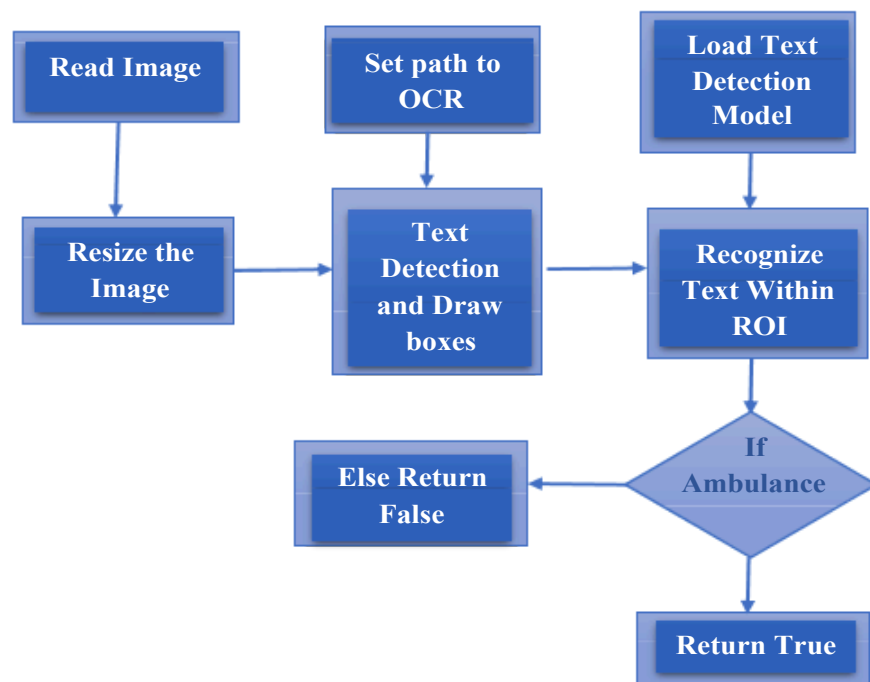 Read Image
Set path to
OCR
Load Text
Detection
Model
Resize the
Image
Text
Detection
and Draw
boxes
Recognize
Text Within
ROI
If
Ambulance
Else Return
False
Return True